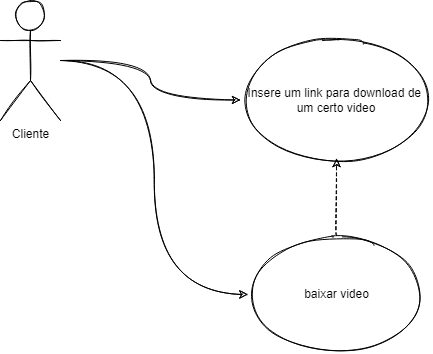 Insere um link para download de
um certo video
Cliente
baixar video